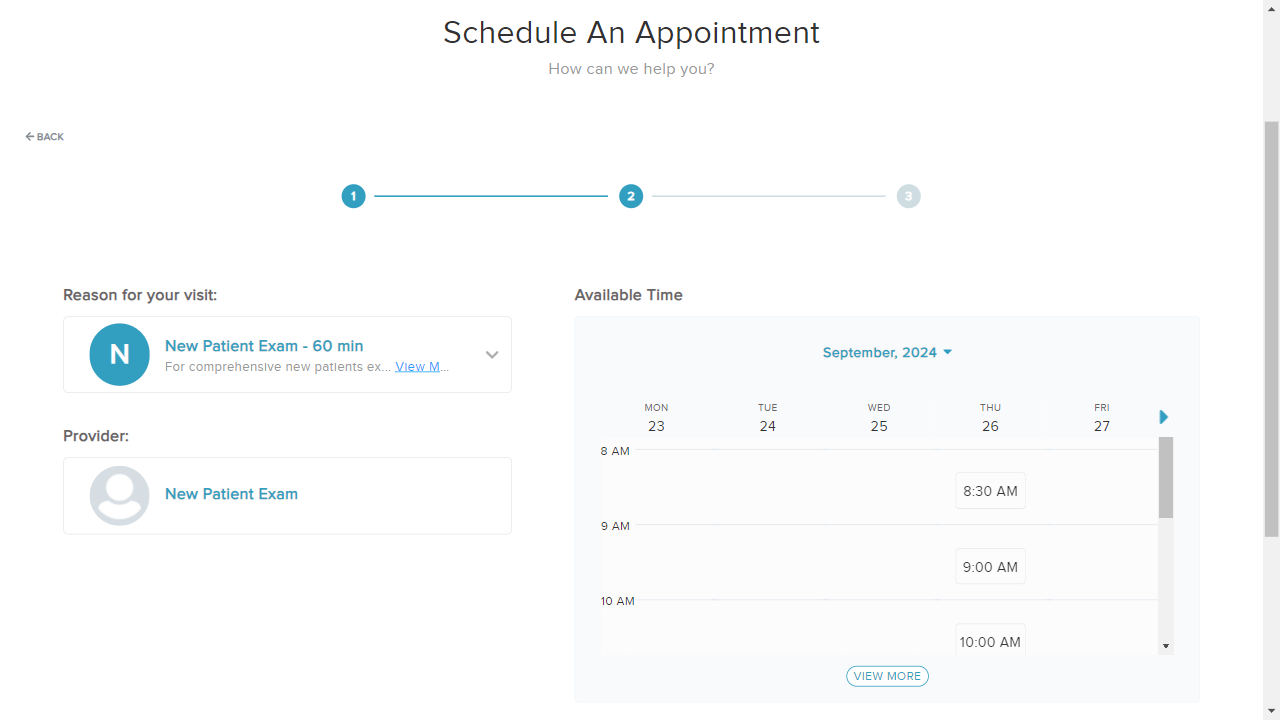 Schedule An Appointment
How can we help you?
BACK
1
2
3
Reason for your visit:
N
New Patient Exam - 60 min
For comprehensive new patients ex... View M...
Provider:
New Patient Exam
Available Time
September, 2024
MON TUE WED THU FRI
23 24 25 26 27
8 AM
8:30 AM
9 AM
9:00 AM
10 AM
10:00 AM
VIEW MORE